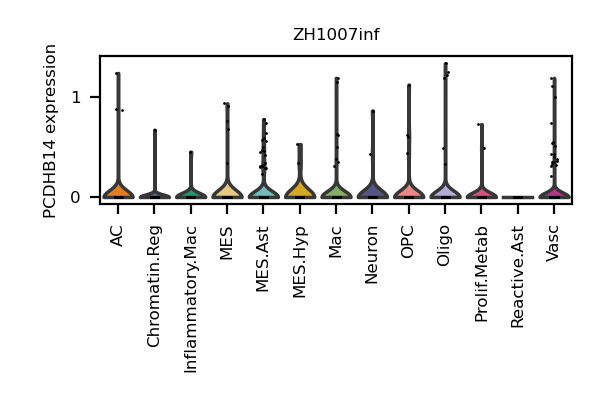 ZH1007inf
PCDHB14 expression
1
0
AC
Chromatin.Reg
Inflammatory.Mac
MES
MES.Ast
MES.Hyp
Mac
Neuron
OPC
Oligo
Prolif.Metab
Reactive.Ast
Vasc